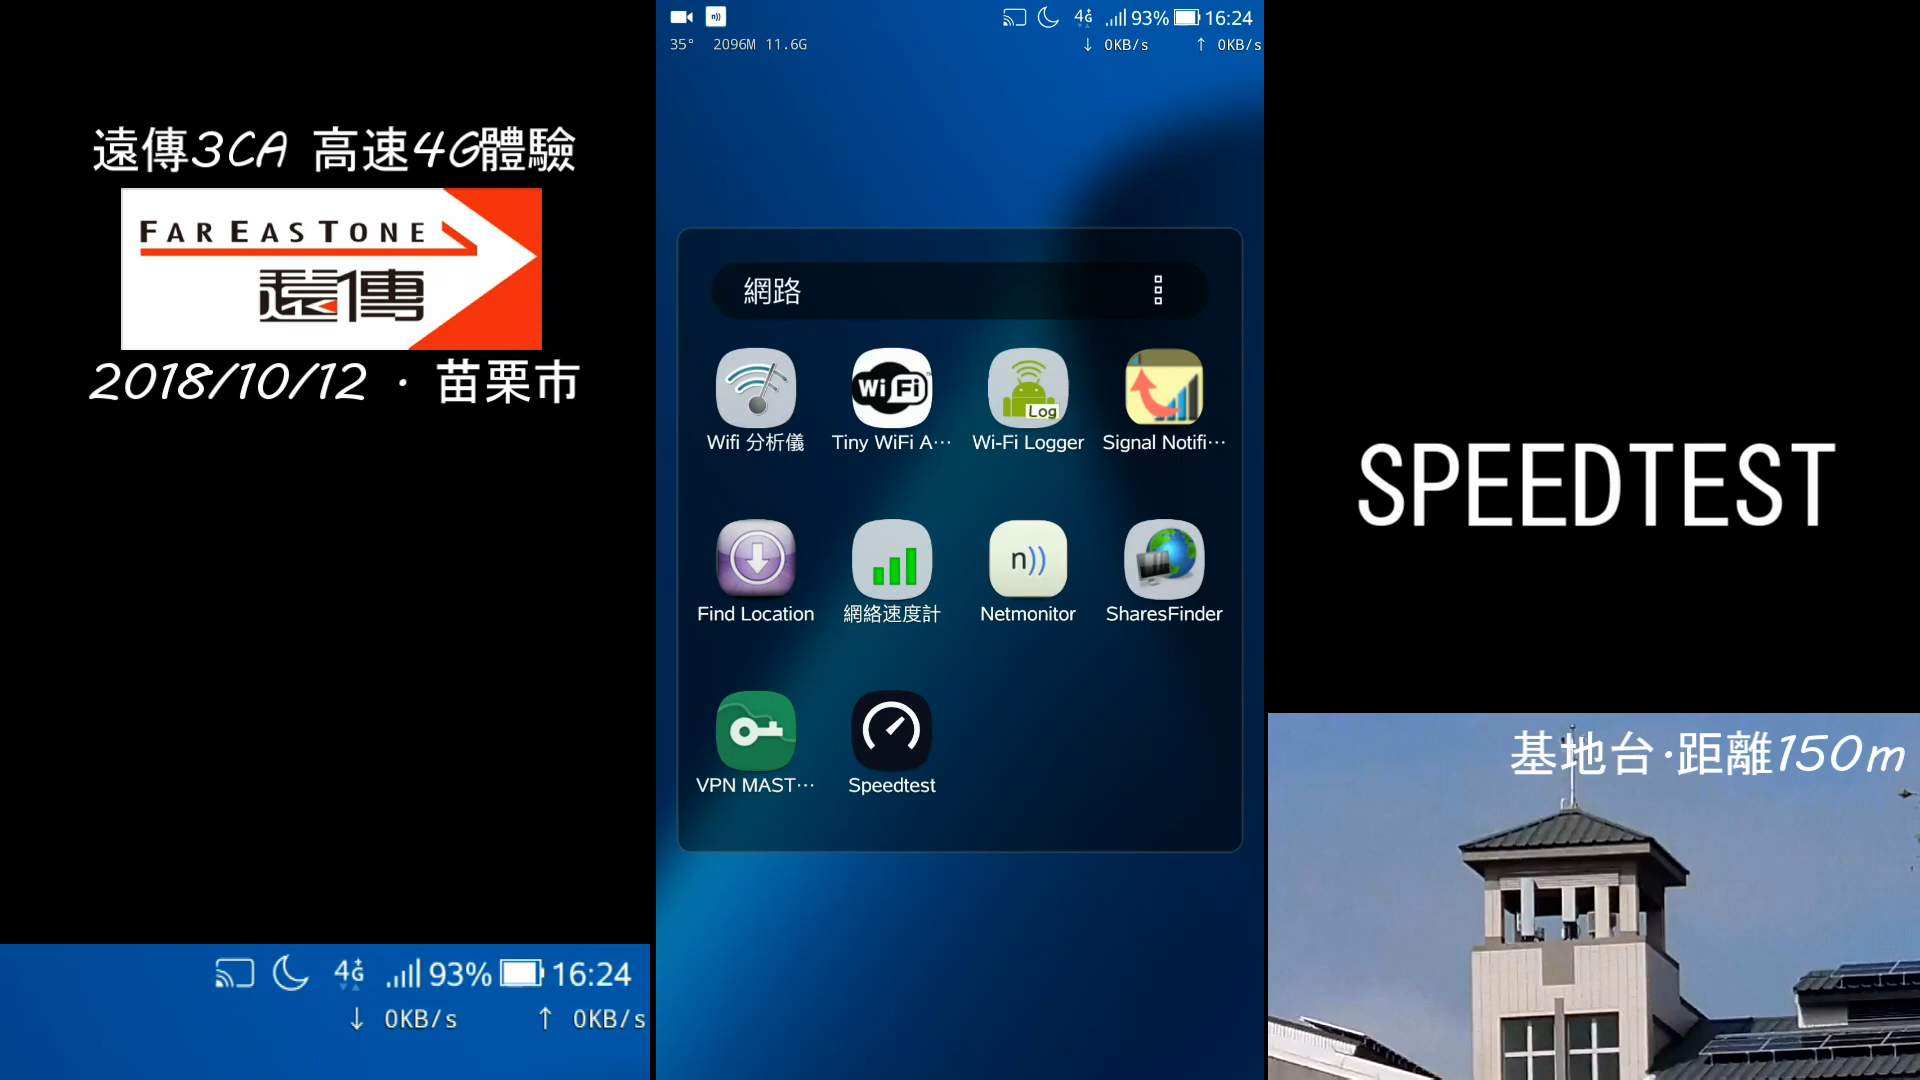 遠傳3CA 高速4G體驗
FAREASTONE
遠傳
2018/10/12 · 苗栗市
4G+ 93% 16:24
↓ 0KB/s ↑ 0KB/s
n))
4G+ 93% 16:24
35° 2096M 11.6G ↓ 0KB/s ↑ 0KB/s
網路
WiFi
Log
Wifi 分析儀 Tiny WiFi A… Wi-Fi Logger Signal Notifi…
n))
Find Location 網絡速度計 Netmonitor SharesFinder
VPN MAST… Speedtest
SPEEDTEST
基地台·距離150m